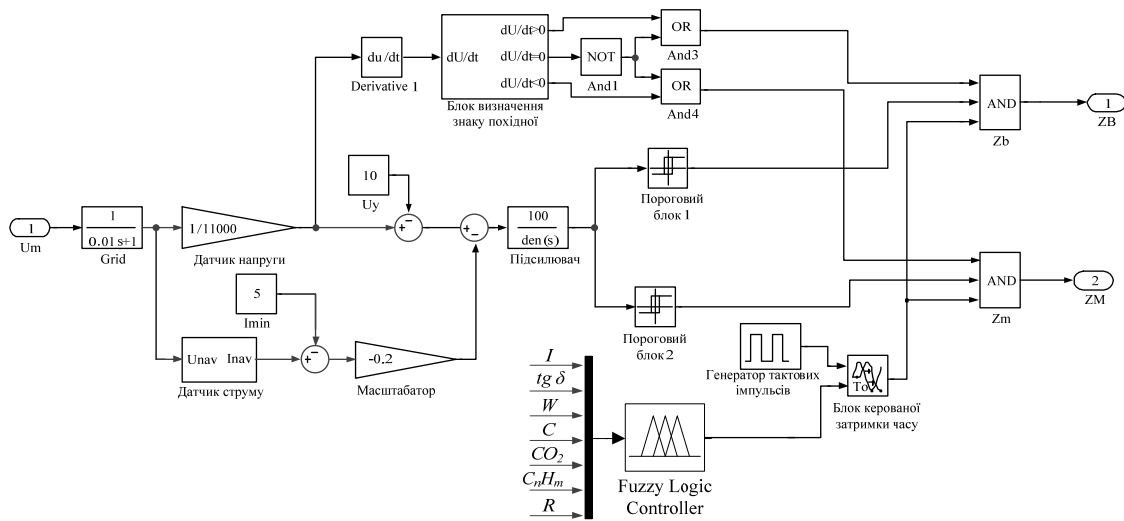 dU/dt>0
dU/dt
dU/dt=0
dU/dt<0
Блок визначення
знаку похідної
du/dt
Derivative 1
NOT
And1
OR
And3
OR
And4
AND
Zb
1
ZB
10
Uy
Пороговий
блок 1
1
Um
1
0.01s+1
Grid
1/11000
Датчик напруги
+
−
+
−
100
den(s)
Підсилювач
5
Imin
Unav
Inav
Датчик струму
+
−
-0.2
Масштабатор
Пороговий
блок 2
AND
Zm
2
ZM
Генератор тактових
імпульсів
To
Блок керованої
затримки часу
I
tg δ
W
C
CO2
CnHm
R
Fuzzy Logic
Controller